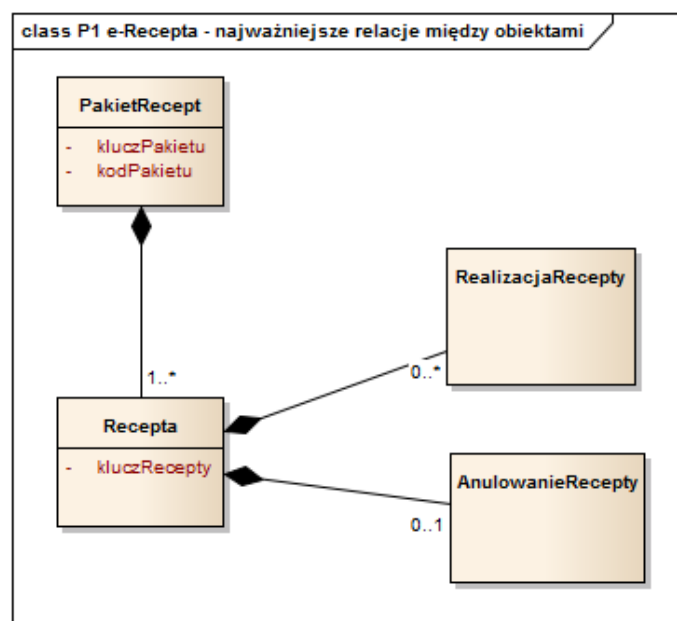 class P1 e-Recepta - najważniejsze relacje między obiektami
PakietRecept
- kluczPakietu
- kodPakietu
RealizacjaRecepty
0..*
1..*
Recepta
- kluczRecepty
AnulowanieRecepty
0..1